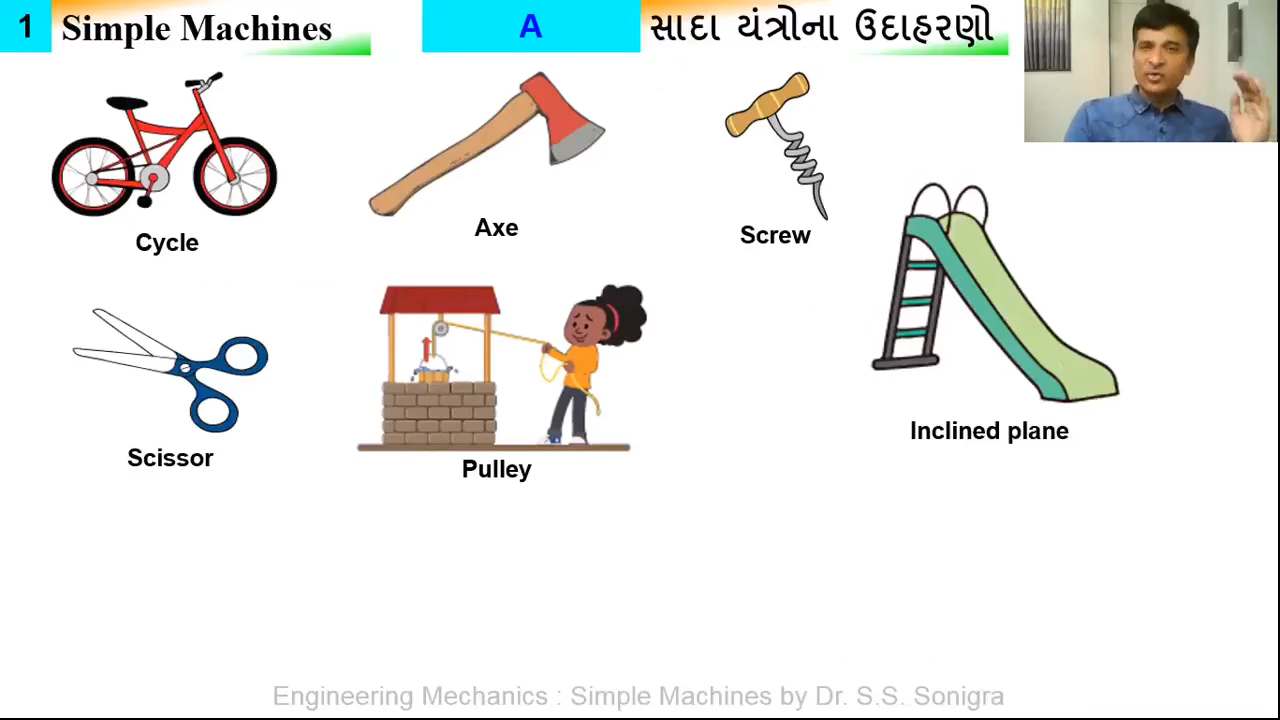 1 Simple Machines
A
સાદા યંત્રોના ઉદાહરણો
Cycle
Axe
Screw
Scissor
Pulley
Inclined plane
Engineering Mechanics : Simple Machines by Dr. S.S. Sonigra